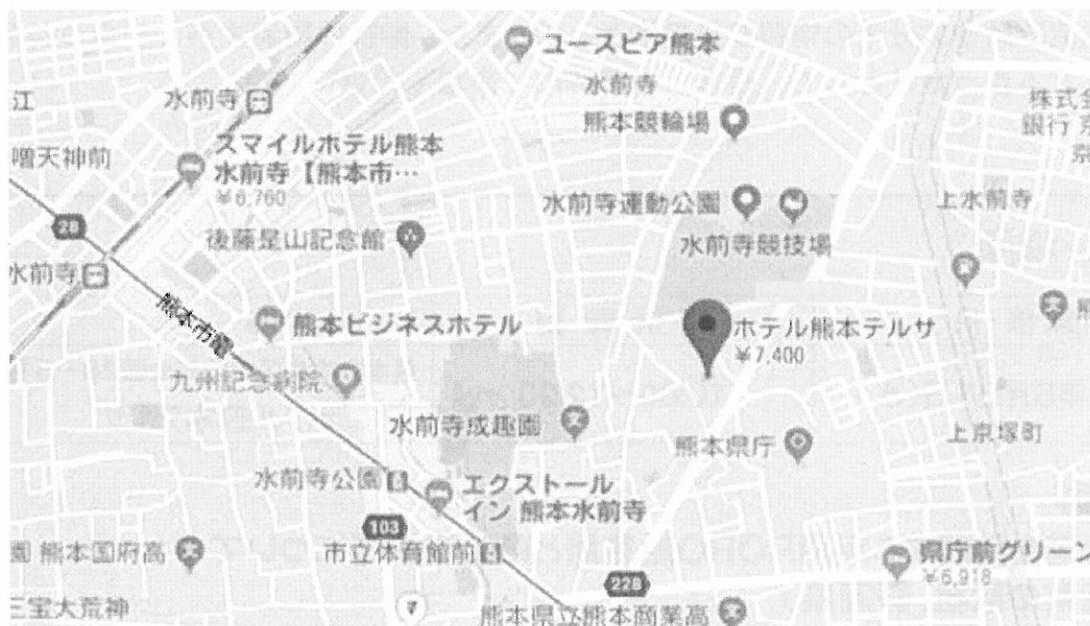 ユースピア熊本
水前寺
江
水前寺
熊本競輪場
株式会
銀行
スマイルホテル熊本
水前寺【熊本市…
￥6,760
天神前
水前寺運動公園
上水前寺
28
後藤是山記念館
水前寺競技場
水前寺
熊本市電
熊本ビジネスホテル
ホテル熊本テルサ
￥7,400
九州記念病院
水前寺成趣園
熊本県庁
上京塚町
水前寺公園
エクストール
イン 熊本水前寺
103
園 熊本国府高
市立体育館前
県庁前グリーン
￥6,918
228
三宝大荒神
熊本県立熊本商業高